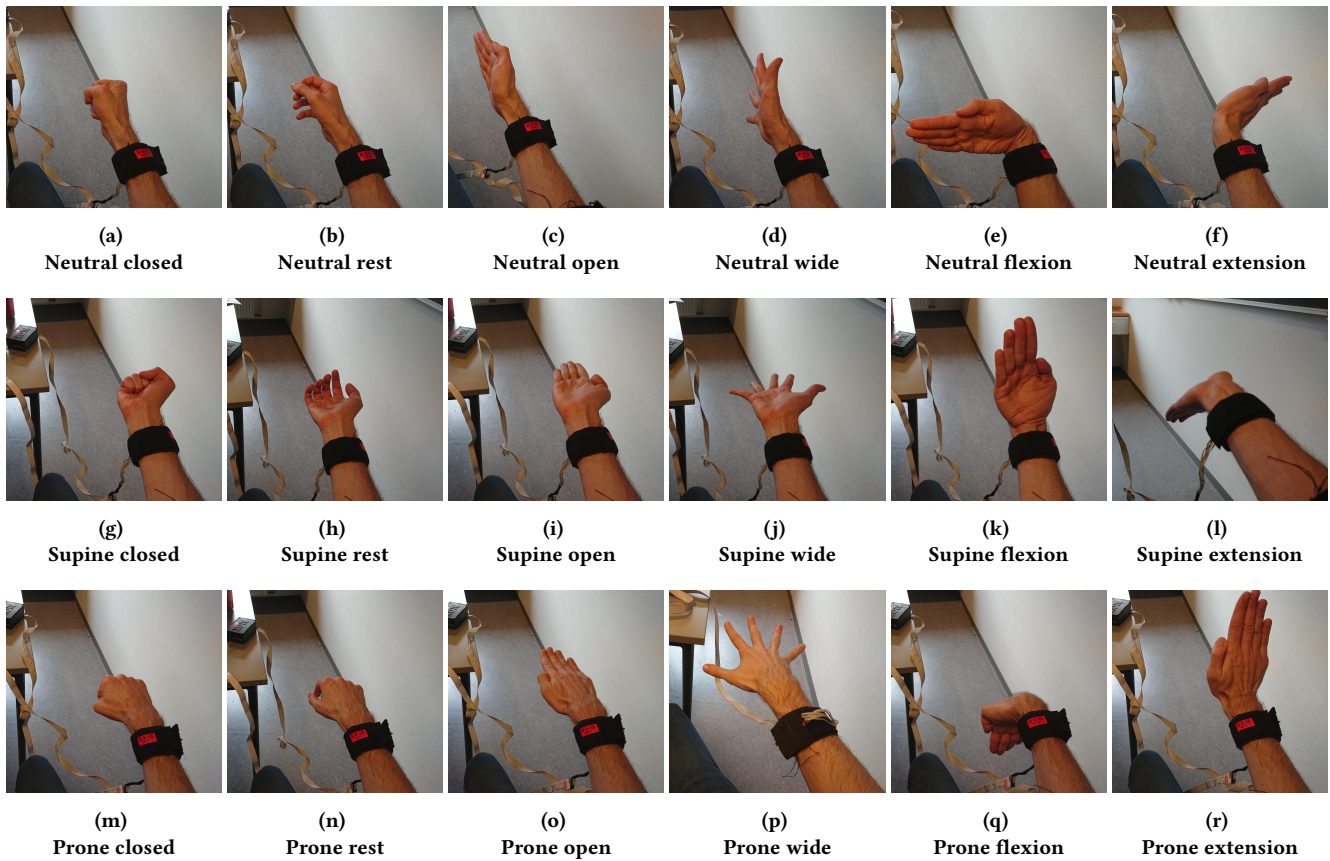 (a)
Neutral closed
(b)
Neutral rest
(c)
Neutral open
(d)
Neutral wide
(e)
Neutral flexion
(f)
Neutral extension
(g)
Supine closed
(h)
Supine rest
(i)
Supine open
(j)
Supine wide
(k)
Supine flexion
(l)
Supine extension
(m)
Prone closed
(n)
Prone rest
(o)
Prone open
(p)
Prone wide
(q)
Prone flexion
(r)
Prone extension